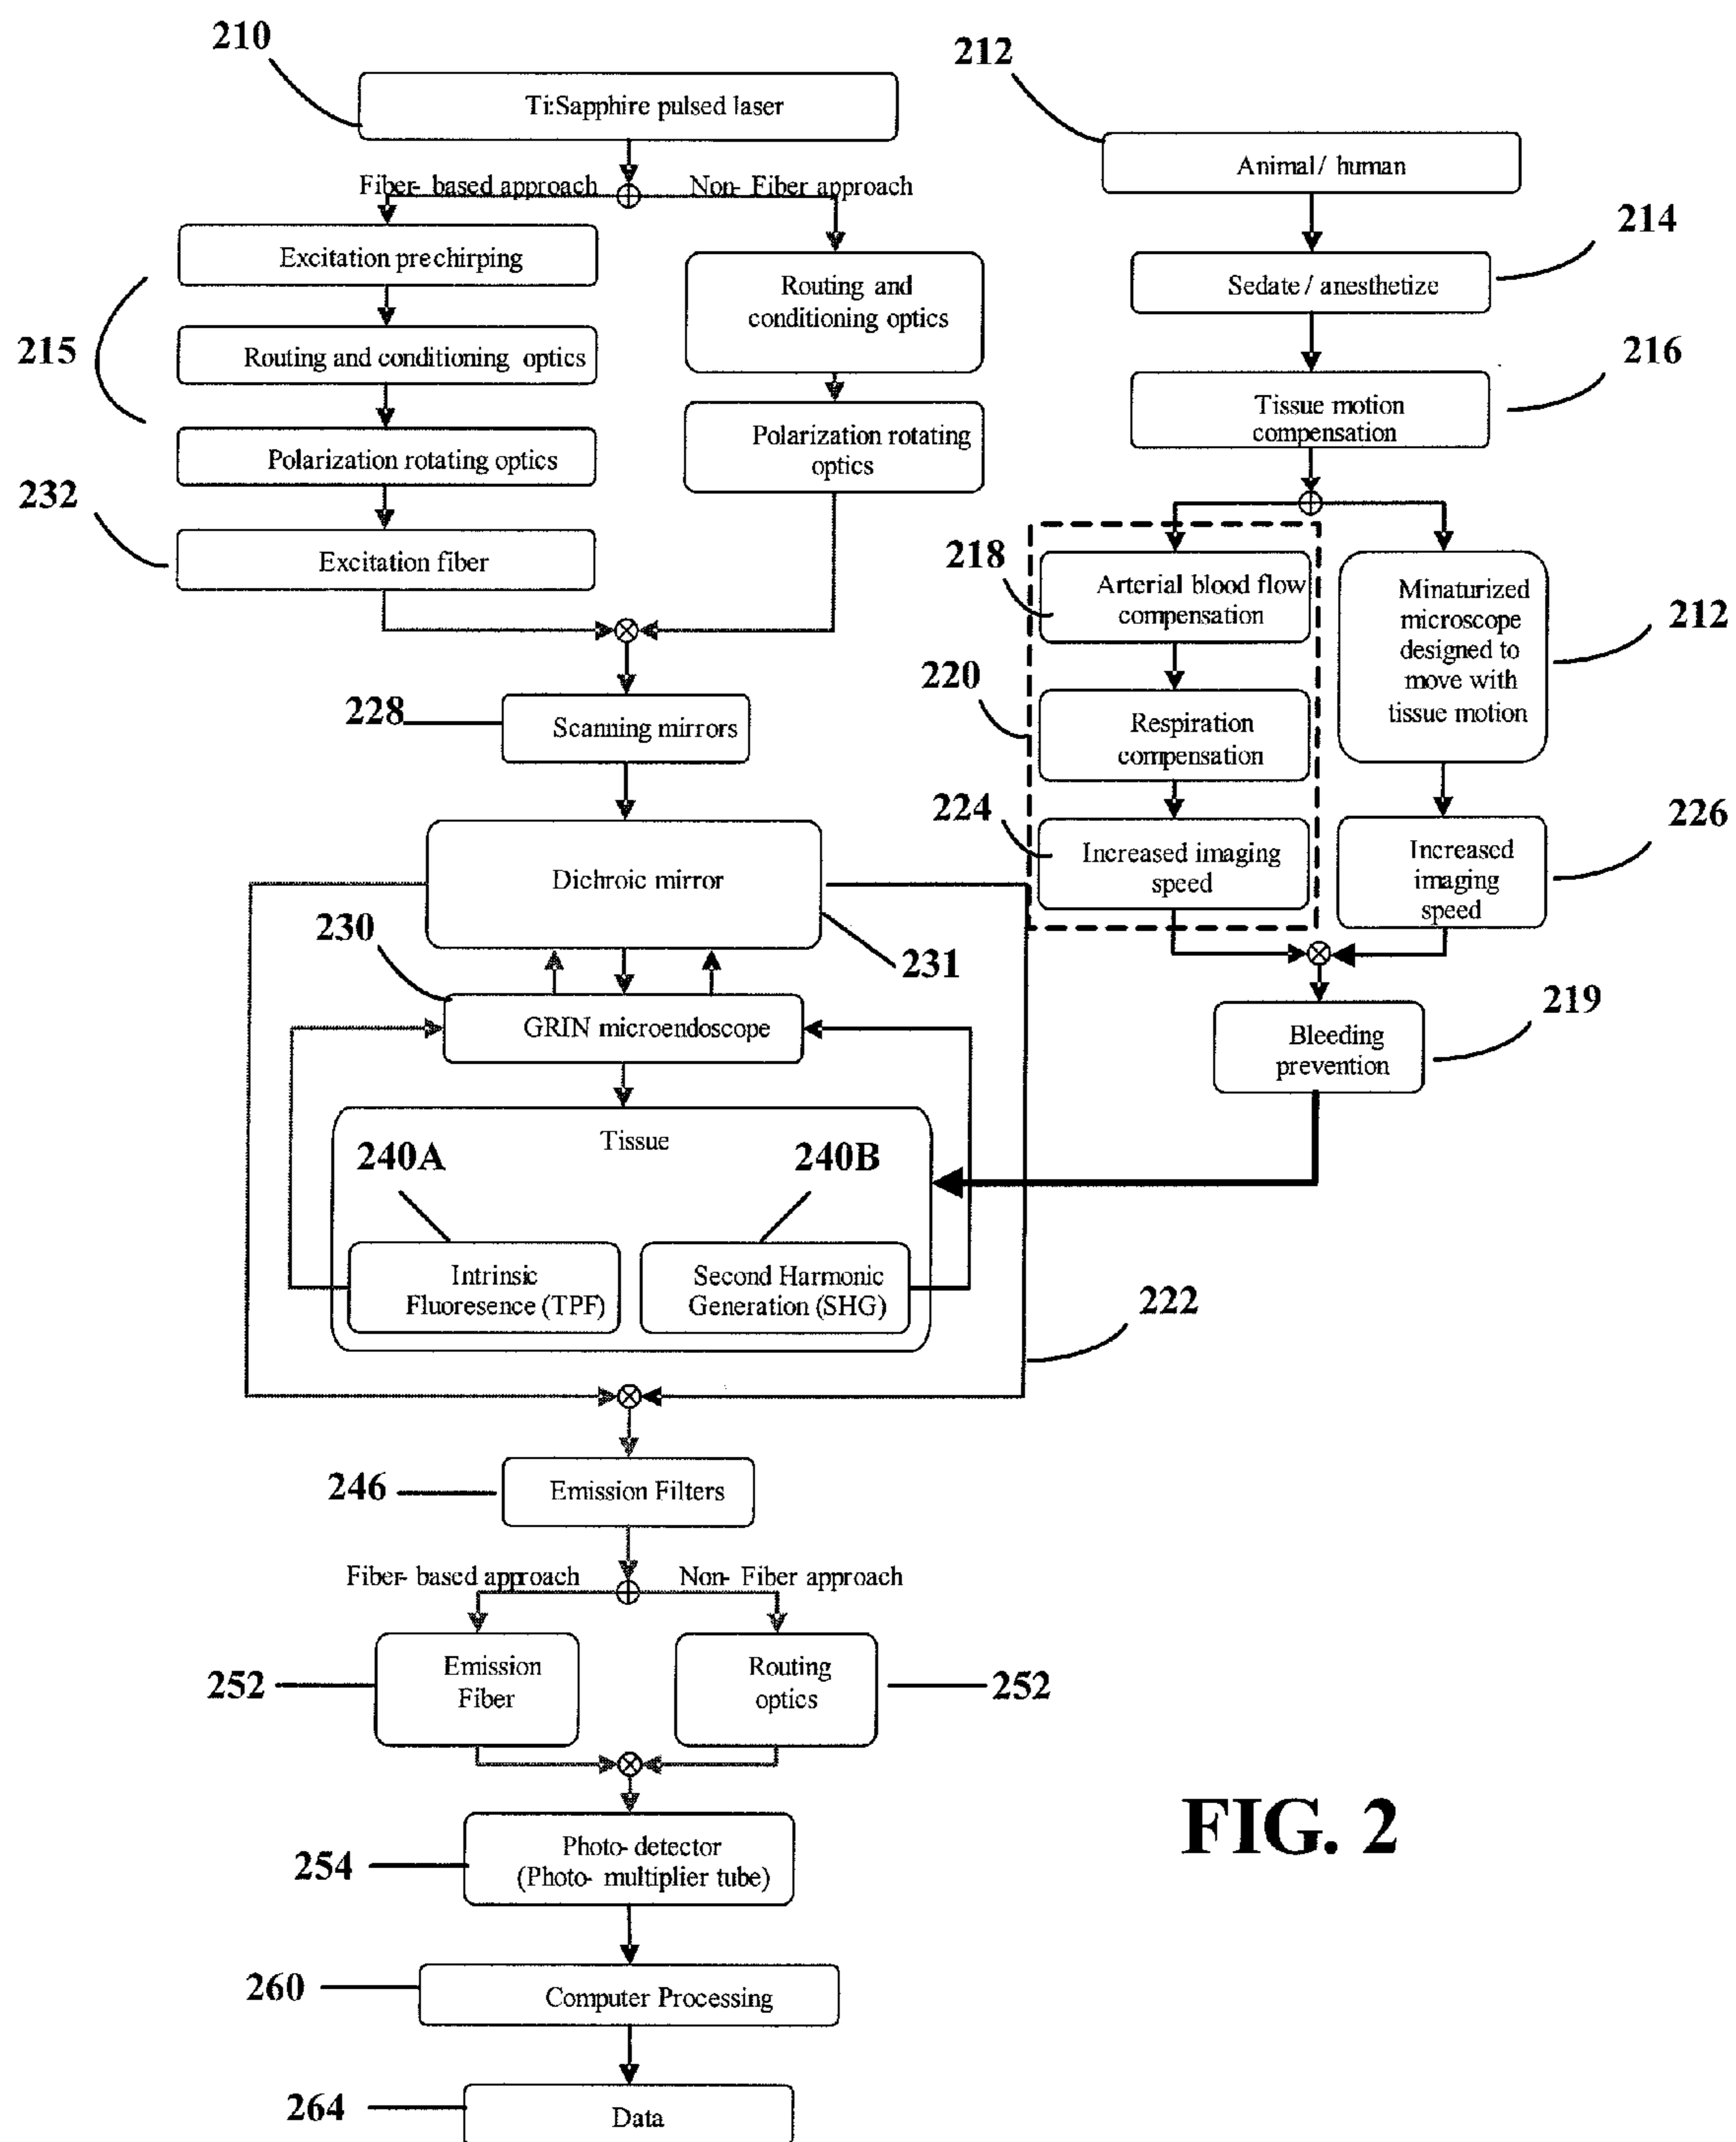 210
Ti:Sapphire pulsed laser
212
Animal / human
Fiber- based approach
Non- Fiber approach
Excitation prechirping
Routing and conditioning optics
Polarization rotating optics
215
232
Excitation fiber
Routing and
conditioning optics
Polarization rotating
optics
214
Sedate / anesthetize
216
Tissue motion
compensation
218
Arterial blood flow
compensation
220
Respiration
compensation
224
Increased imaging
speed
Minaturized
microscope
designed to
move with
tissue motion
212
226
Increased
imaging
speed
219
Bleeding
prevention
228
Scanning mirrors
Dichroic mirror
231
230
GRIN microendoscope
Tissue
240A
240B
Intrinsic
Fluoresence (TPF)
Second Harmonic
Generation (SHG)
222
246
Emission Filters
Fiber- based approach
Non- Fiber approach
252
Emission
Fiber
Routing
optics
252
254
Photo- detector
(Photo- multiplier tube)
260
Computer Processing
264
Data
FIG. 2